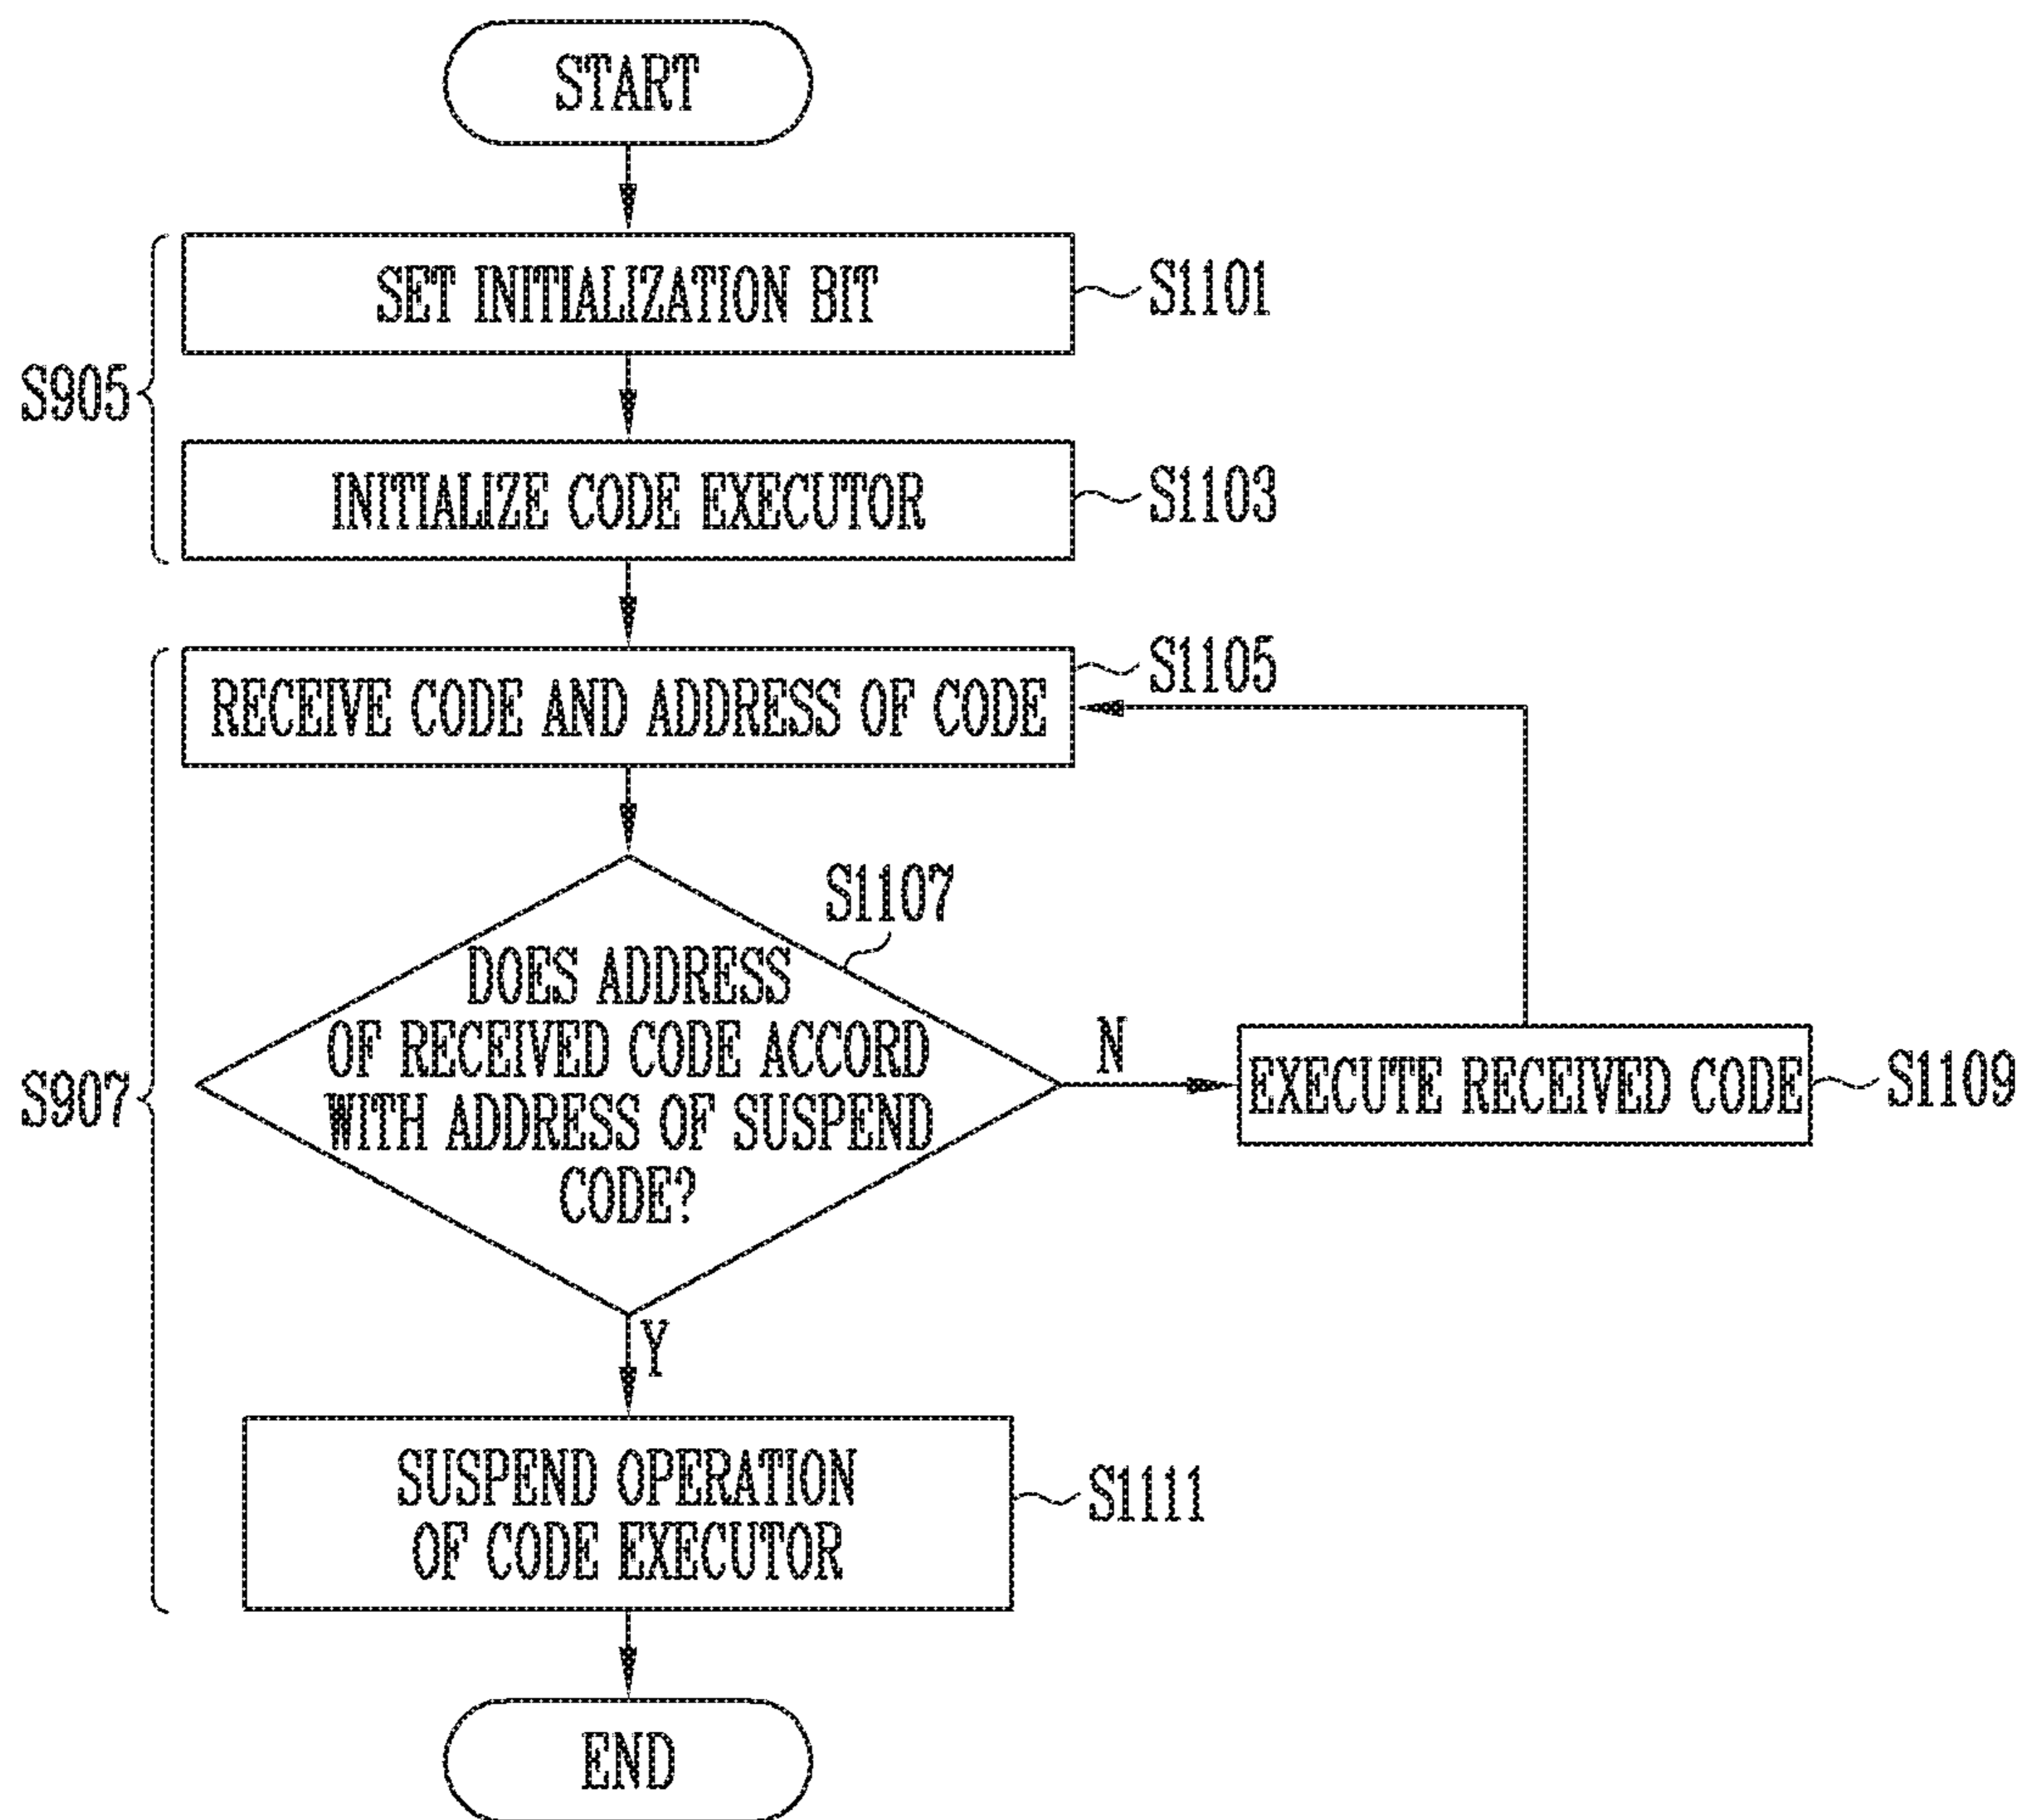 START
SET INITIALIZATION BIT
S1101
S905
INITIALIZE CODE EXECUTOR
S1103
RECEIVE CODE AND ADDRESS OF CODE
S1105
S1107
DOES ADDRESS
OF RECEIVED CODE ACCORD
WITH ADDRESS OF SUSPEND
CODE?
N
EXECUTE RECEIVED CODE
S1109
S907
Y
SUSPEND OPERATION
OF CODE EXECUTOR
S1111
END